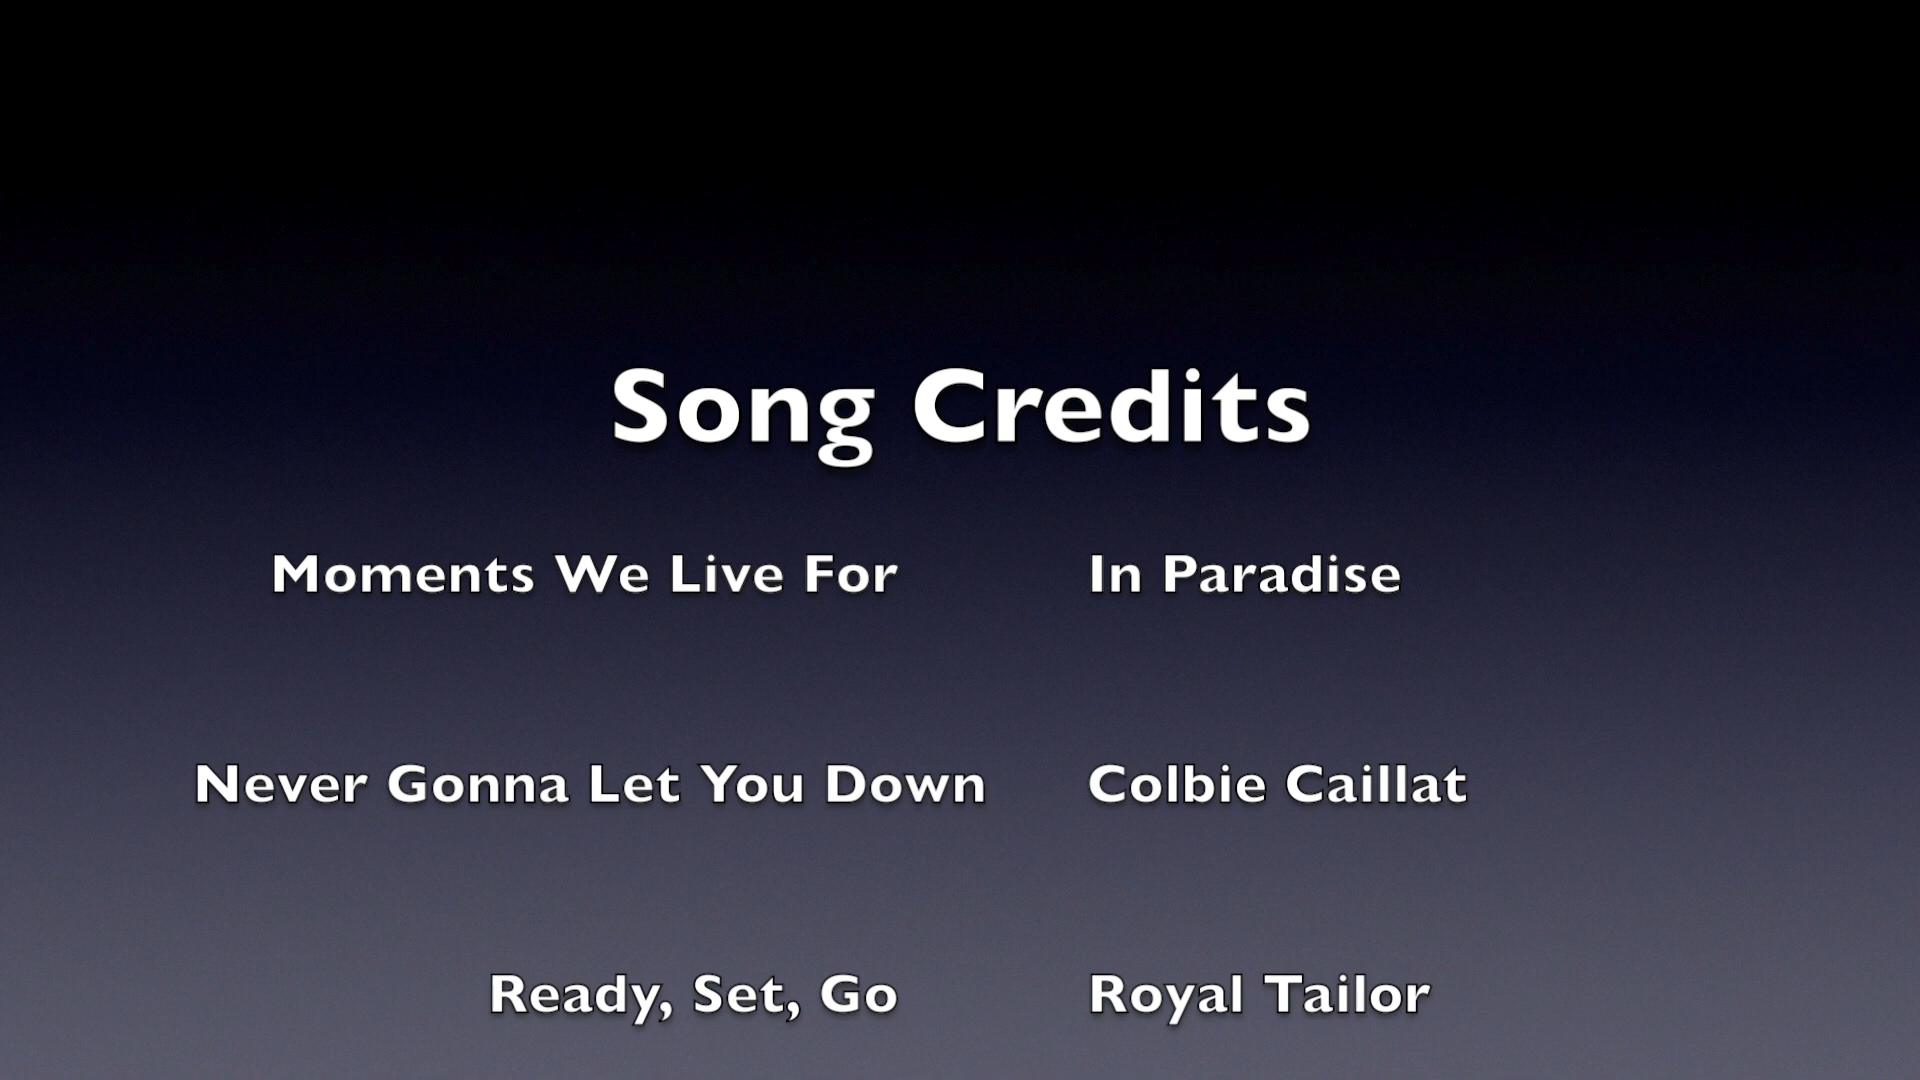 Song Credits
Moments We Live For In Paradise
Never Gonna Let You Down Colbie Caillat
Ready, Set, Go Royal Tailor